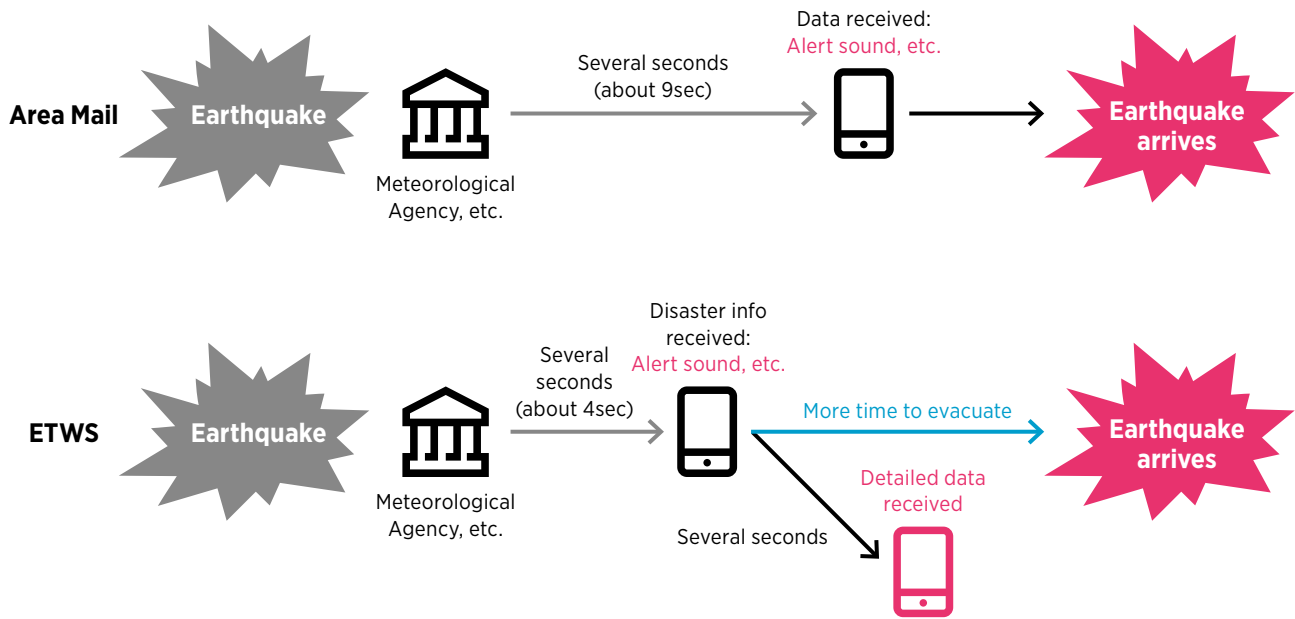 Area Mail
Earthquake
Meteorological
Agency, etc.
Several seconds
(about 9sec)
Data received:
Alert sound, etc.
Earthquake
arrives
ETWS
Earthquake
Meteorological
Agency, etc.
Several
seconds
(about 4sec)
Disaster info
received:
Alert sound, etc.
More time to evacuate
Several seconds
Detailed data
received
Earthquake
arrives